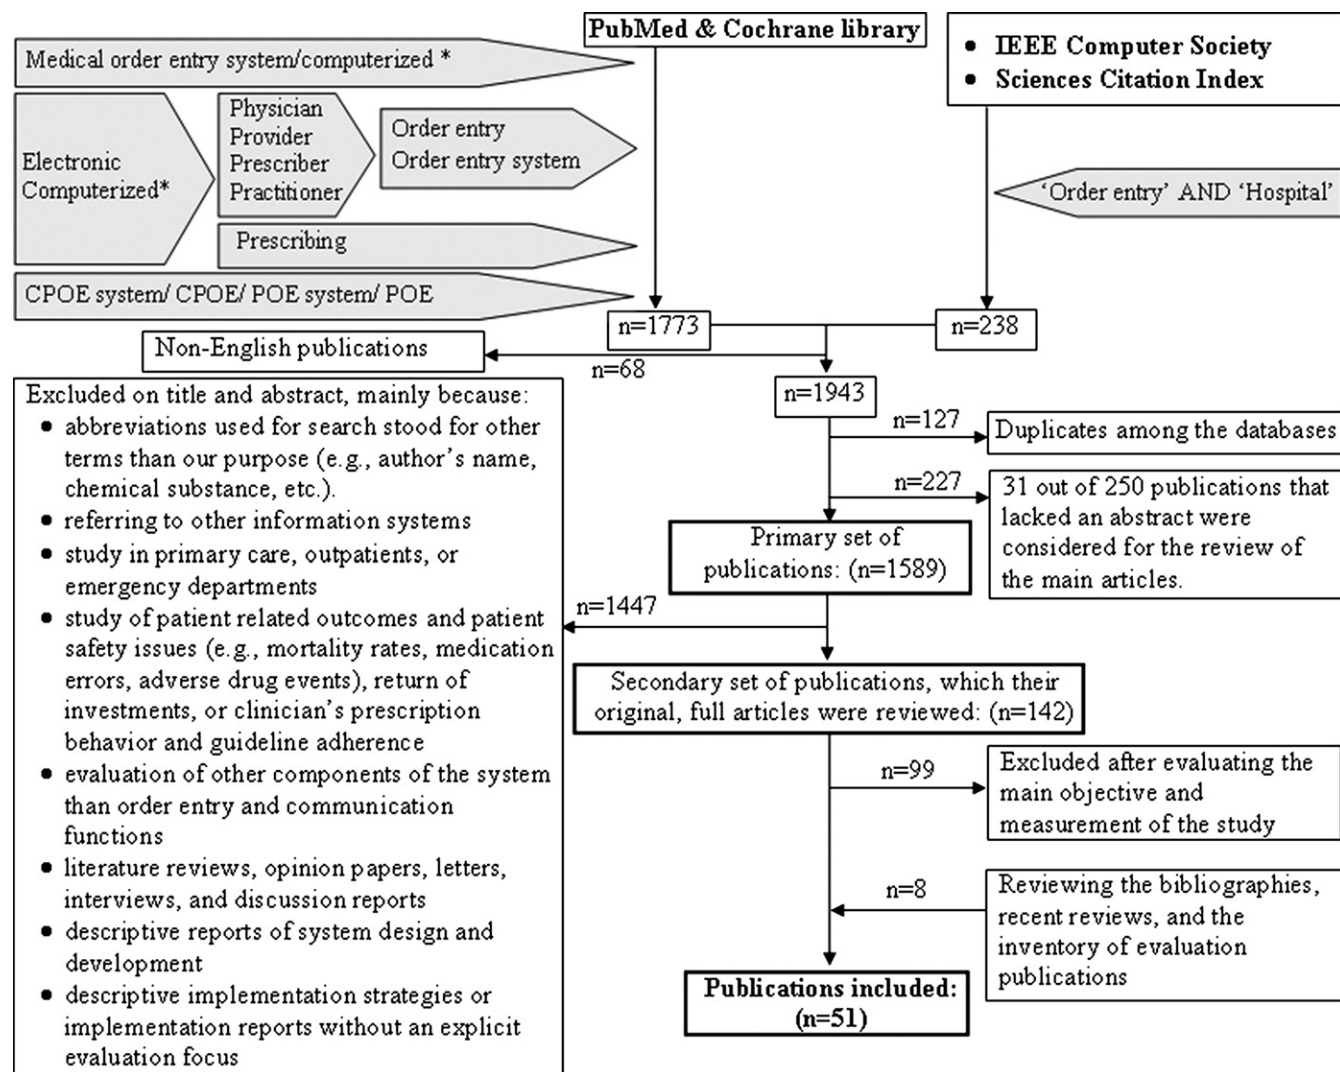 PubMed & Cochrane library
• IEEE Computer Society
• Sciences Citation Index
Medical order entry system/computerized *
Electronic
Computerized*
Physician
Provider
Prescriber
Practitioner
Order entry
Order entry system
Prescribing
CPOE system/ CPOE/ POE system/ POE
'Order entry' AND 'Hospital'
n=1773
n=238
Non-English publications
n=68
n=1943
n=127
Duplicates among the databases
n=227
31 out of 250 publications that
lacked an abstract were
considered for the review of
the main articles.
Primary set of
publications: (n=1589)
n=1447
Excluded on title and abstract, mainly because:
• abbreviations used for search stood for other
terms than our purpose (e.g., author's name,
chemical substance, etc.).
• referring to other information systems
• study in primary care, outpatients, or
emergency departments
• study of patient related outcomes and patient
safety issues (e.g., mortality rates, medication
errors, adverse drug events), return of
investments, or clinician's prescription
behavior and guideline adherence
• evaluation of other components of the system
than order entry and communication
functions
• literature reviews, opinion papers, letters,
interviews, and discussion reports
• descriptive reports of system design and
development
• descriptive implementation strategies or
implementation reports without an explicit
evaluation focus
Secondary set of publications, which their
original, full articles were reviewed: (n=142)
n=99
Excluded after evaluating the
main objective and
measurement of the study
n=8
Reviewing the bibliographies,
recent reviews, and the
inventory of evaluation
publications
Publications included:
(n=51)